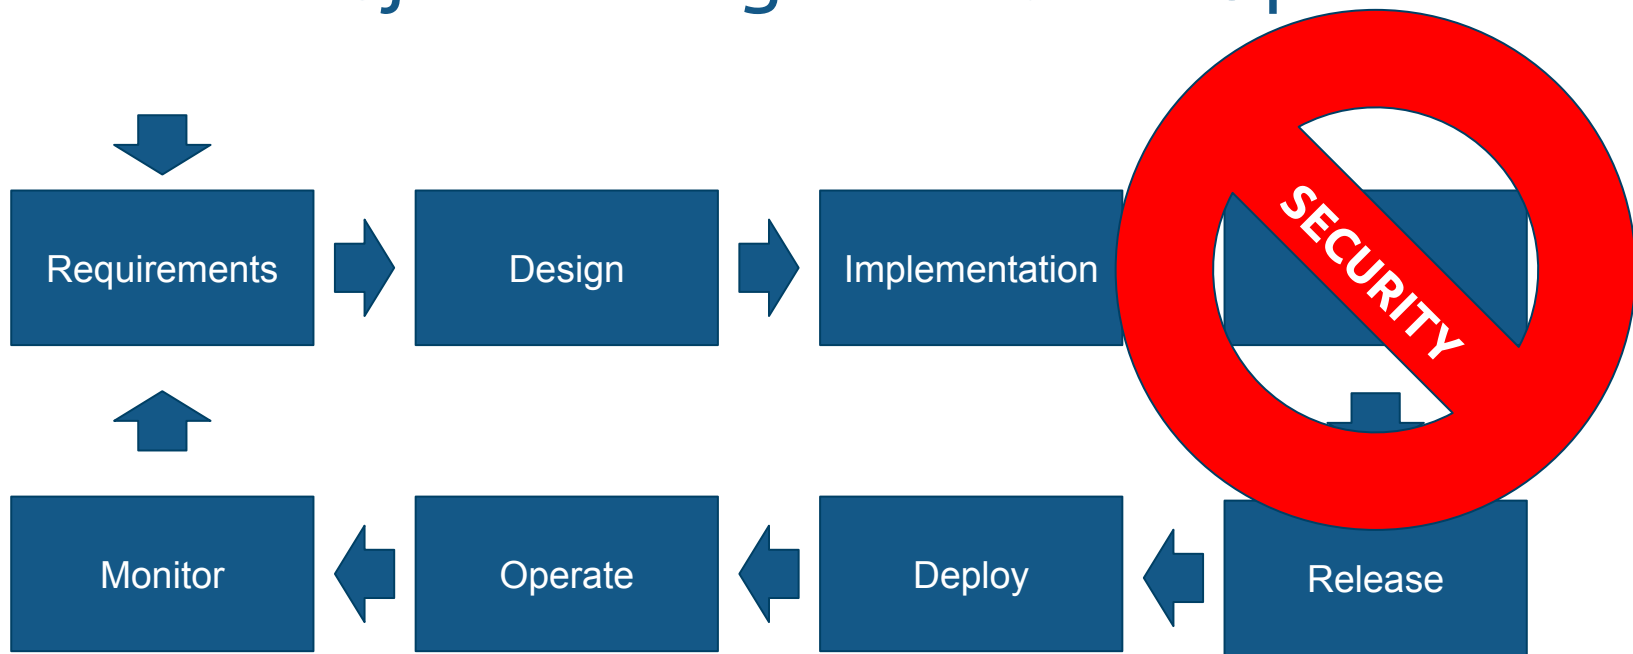 Requirements
Design
Implementation
SECURITY
Monitor
Operate
Deploy
Release